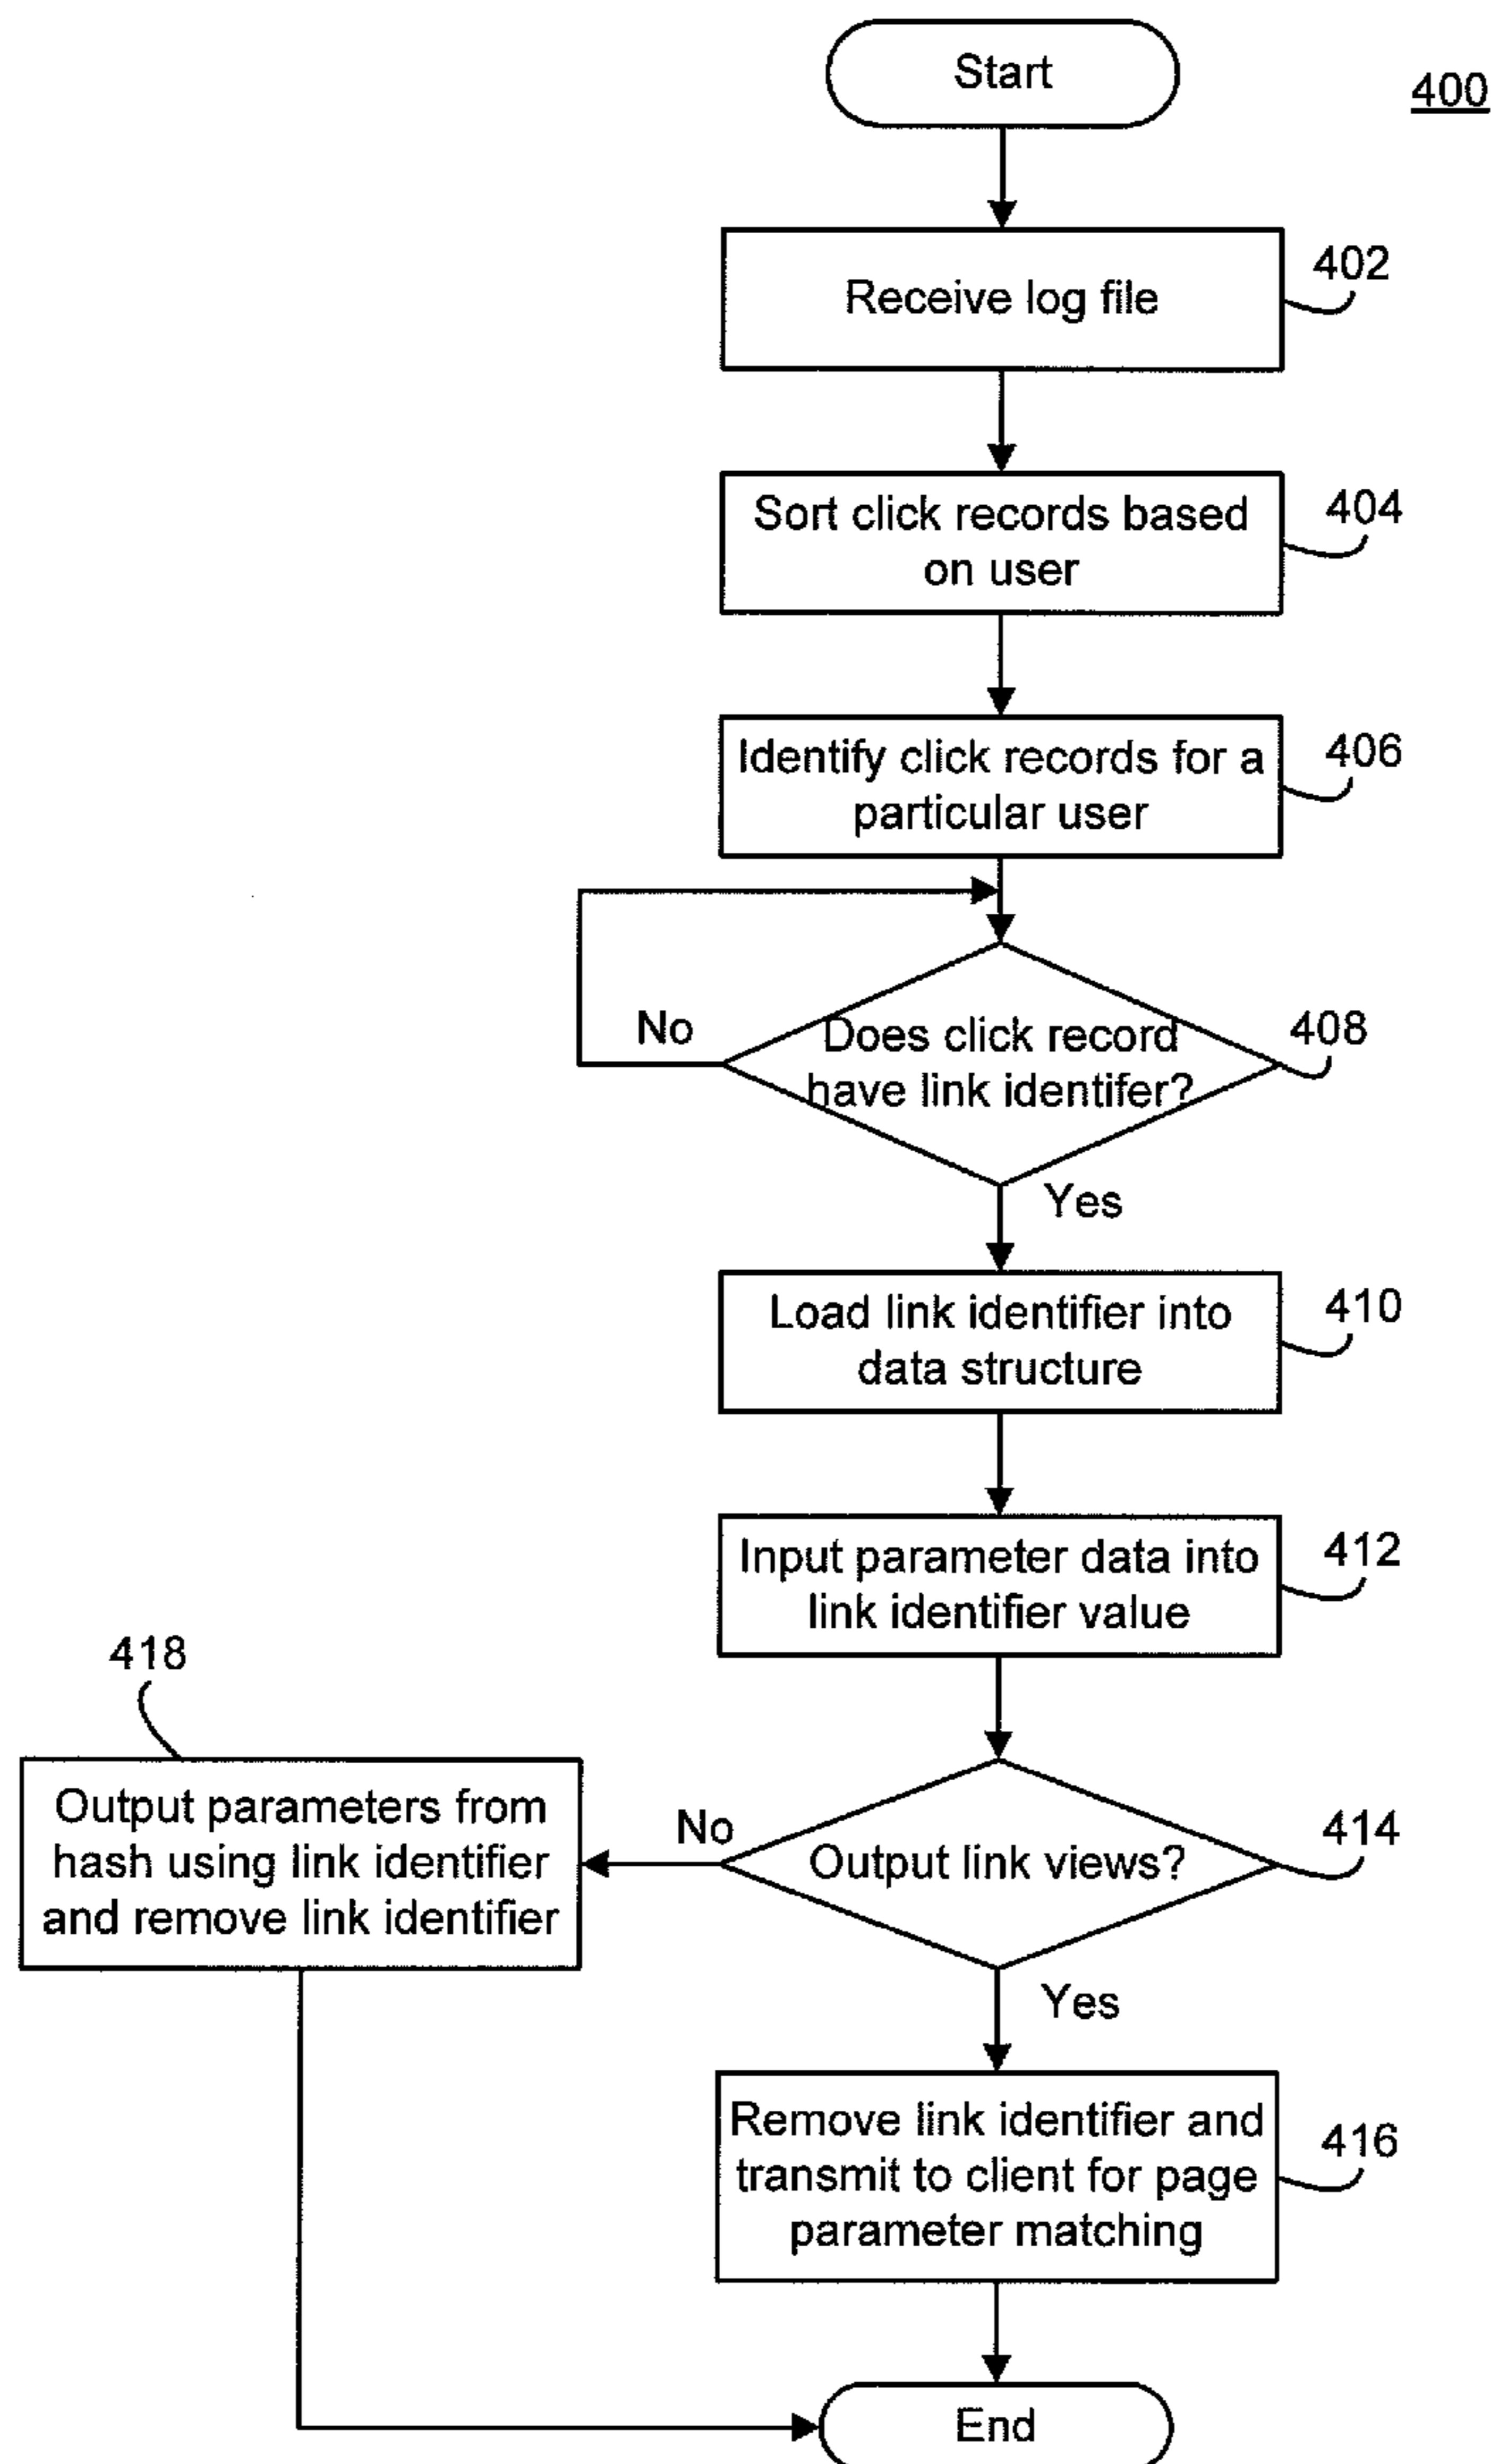 Start
400
Receive log file
402
Sort click records based
on user
404
Identify click records for a
particular user
406
No
Does click record
have link identifer?
408
Yes
Load link identifier into
data structure
410
Input parameter data into
link identifier value
412
418
Output parameters from
hash using link identifier
and remove link identifier
No
Output link views?
414
Yes
Remove link identifier and
transmit to client for page
parameter matching
416
End